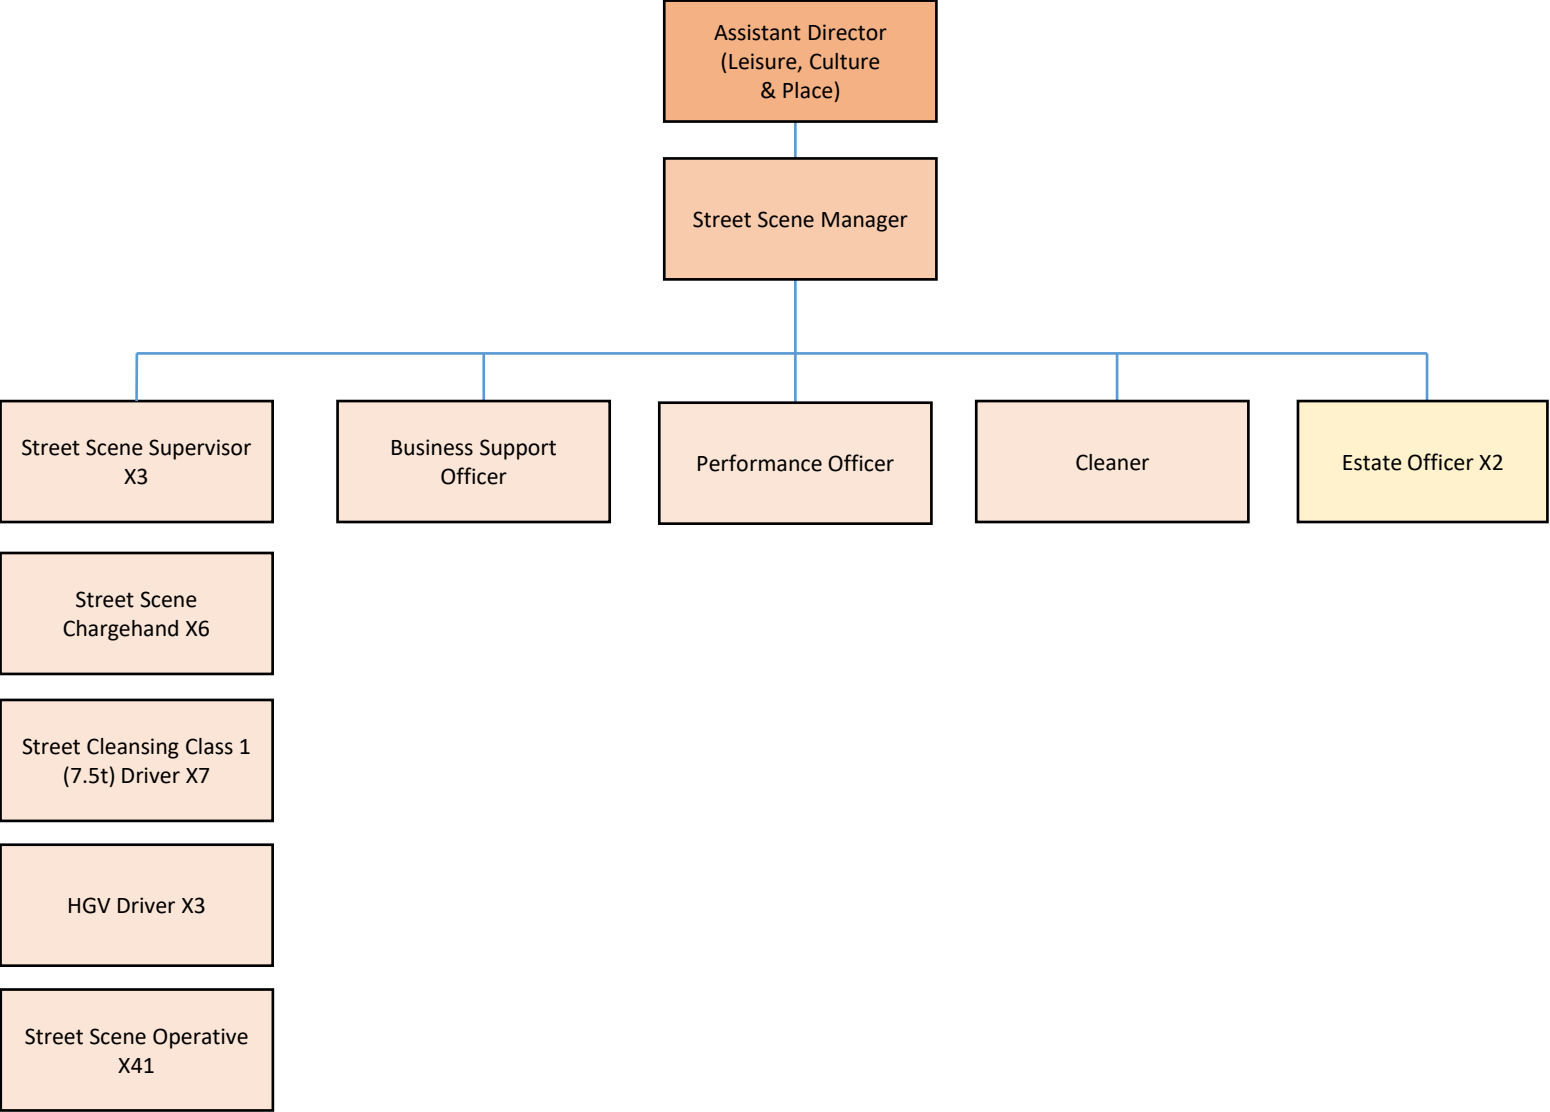 Assistant Director
(Leisure, Culture
& Place)
Street Scene Manager
Street Scene Supervisor
X3
Business Support
Officer
Performance Officer
Cleaner
Estate Officer X2
Street Scene
Chargehand X6
Street Cleansing Class 1
(7.5t) Driver X7
HGV Driver X3
Street Scene Operative
X41